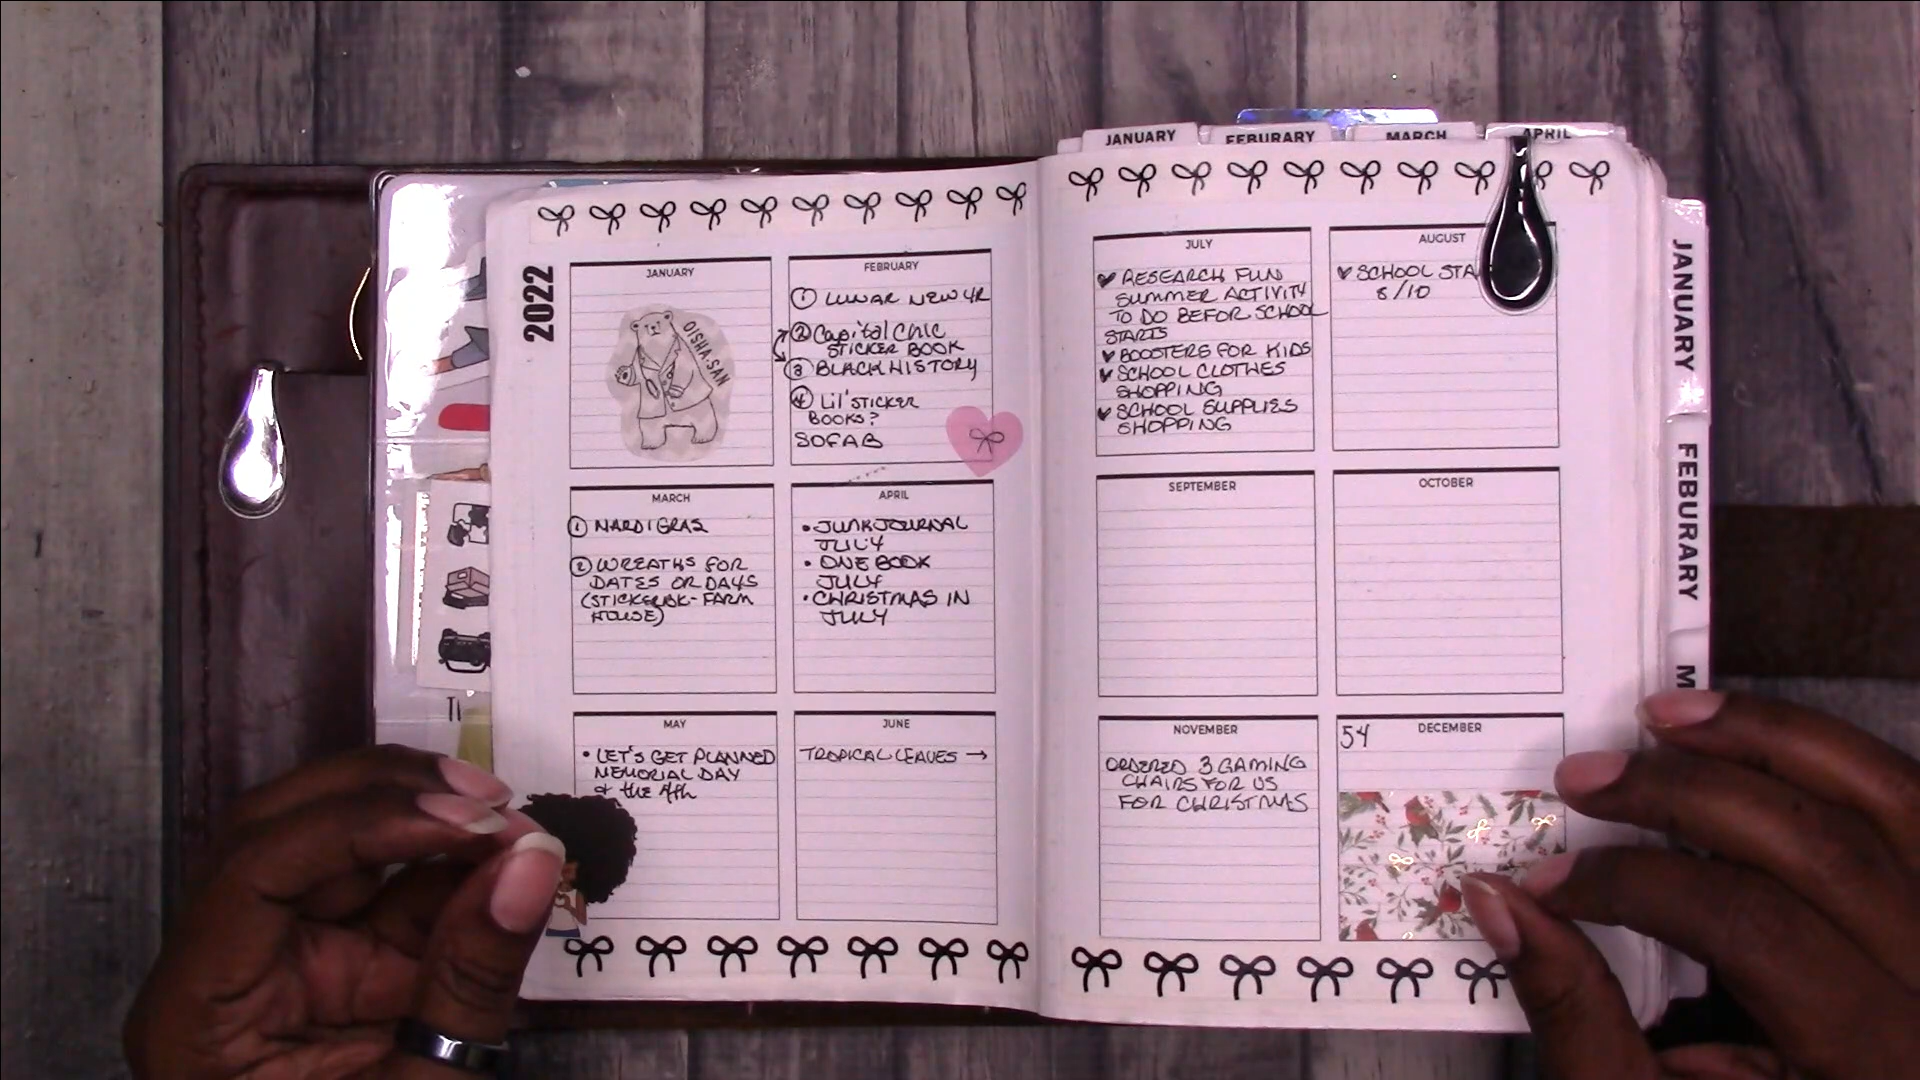 JANUARY
FEBURARY
MARCH
APRIL
2022
JANUARY
OISHA-SAN
FEBRUARY
① LUNAR NEW YR
② Capital Chic
STICKER BOOK
③ BLACK HISTORY
④ Lil' STICKER
BOOKS?
SOFAB
MARCH
① MARDI GRAS
② WREATHS FOR
DATES OR DAYS
(STICKERBK- FARM
HOUSE)
APRIL
• JUNK JOURNAL
JULY
• ONE BOOK
JULY
• CHRISTMAS IN
JULY
MAY
• LET'S GET PLANNED
MEMORIAL DAY
& the 4th
JUNE
TROPICAL LEAVES →
JULY
♥ RESEARCH FUN
SUMMER ACTIVITY
TO DO BEFOR SCHOOL
STARTS
♥ BOOSTERS FOR KIDS
♥ SCHOOL CLOTHES
SHOPPING
♥ SCHOOL SUPPLIES
SHOPPING
AUGUST
♥ SCHOOL STA
8/10
SEPTEMBER
OCTOBER
NOVEMBER
ORDERED 3 GAMING
CHAIRS FOR US
FOR CHRISTMAS
54
DECEMBER
JANUARY
FEBURARY
M